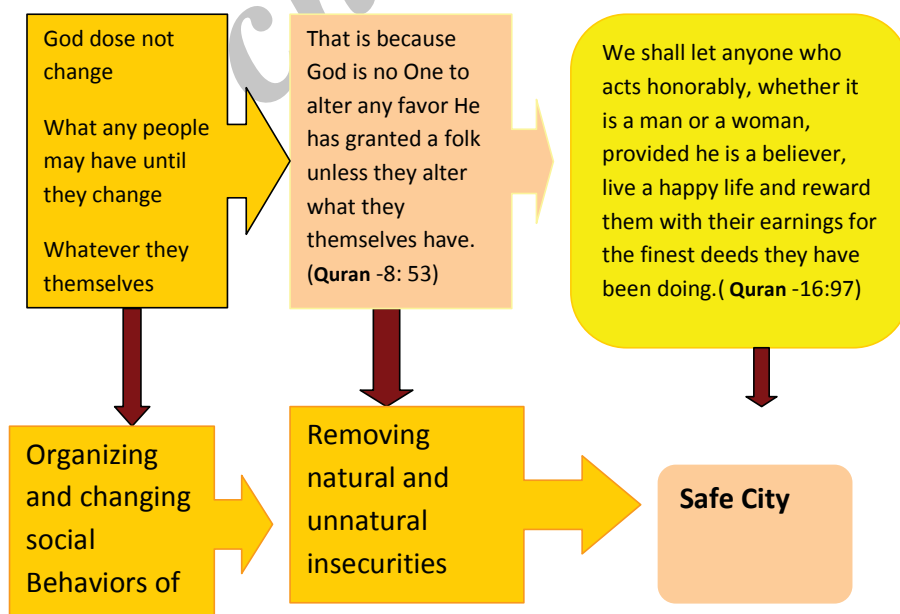 God dose not
change
What any people
may have until
they change
Whatever they
themselves
That is because
God is no One to
alter any favor He
has granted a folk
unless they alter
what they
themselves have.
(Quran -8: 53)
We shall let anyone who
acts honorably, whether it
is a man or a woman,
provided he is a believer,
live a happy life and reward
them with their earnings for
the finest deeds they have
been doing.( Quran -16:97)
Organizing
and changing
social
Behaviors of
Removing
natural and
unnatural
insecurities
Safe City